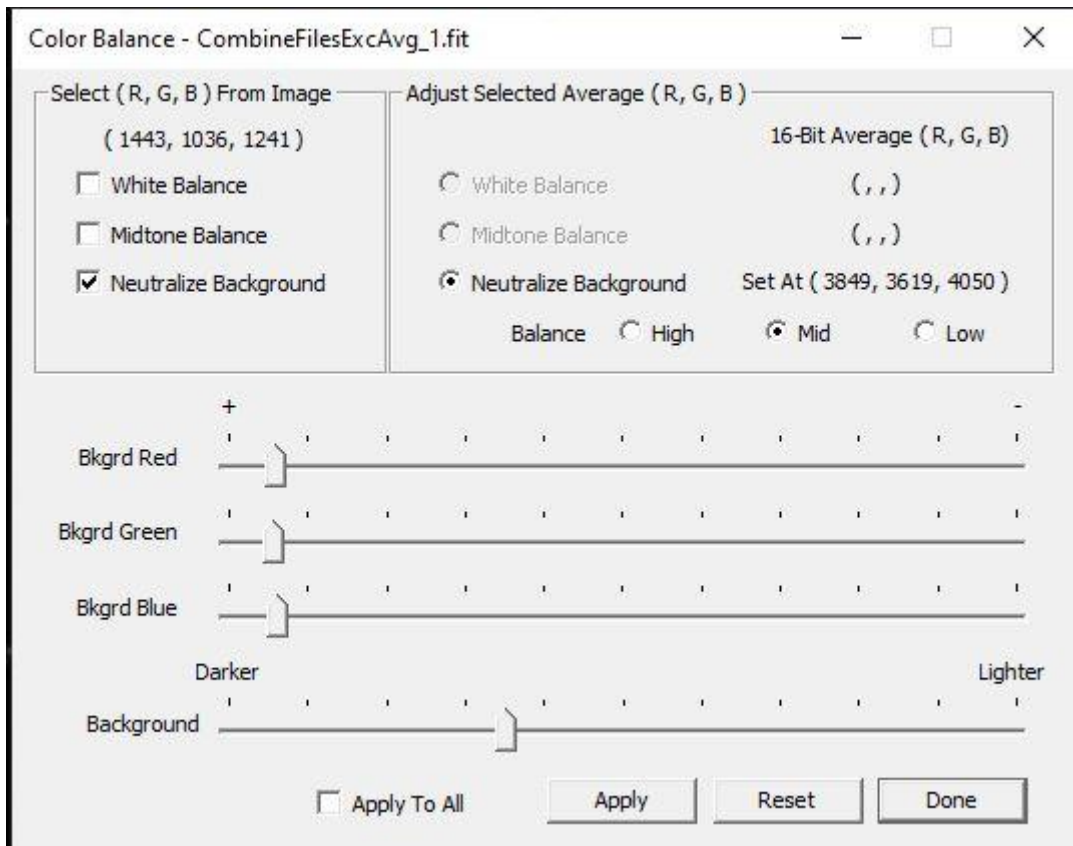 Color Balance - CombineFilesExcAvg_1.fit
Select ( R, G, B ) From Image
( 1443, 1036, 1241 )
White Balance
Midtone Balance
Neutralize Background
Adjust Selected Average ( R, G, B )
16-Bit Average ( R, G, B)
White Balance ( , , )
Midtone Balance ( , , )
Neutralize Background Set At ( 3849, 3619, 4050 )
Balance High Mid Low
+ -
Bkgrd Red
Bkgrd Green
Bkgrd Blue
Darker Lighter
Background
Apply To All Apply Reset Done